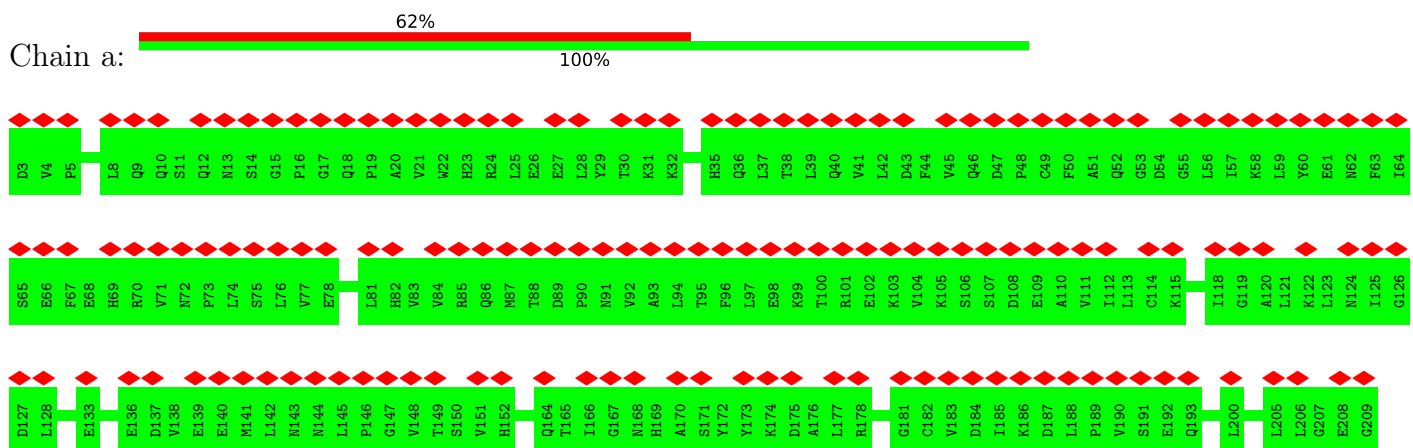 62%
Chain a:
100%
D3 V4 P5 L8 Q9 Q10 S11 Q12 N13 S14 G15 P16 G17 Q18 P19 A20 V21 W22 H23 R24 L25 E26 E27 L28 Y29 T30 K31 K32 H35 Q36 L37 T38 L39 Q40 V41 L42 D43 F44 V45 Q46 D47 P48 C49 F50 A51 Q52 G53 D54 G55 L56 I57 K58 L59 Y60 E61 N62 F63 I64
S65 E66 F67 E68 H69 R70 V71 N72 P73 L74 S75 L76 V77 E78 L81 H82 V83 V84 R85 Q86 M87 T88 D89 P90 N91 V92 A93 L94 T95 F96 L97 E98 K99 T100 R101 E102 K103 V104 K105 S106 S107 D108 E109 A110 V111 I112 L113 C114 K115 I118 G119 A120 L121 K122 L123 N124 I125 G126
D127 L128 E133 E136 D137 V138 E139 E140 M141 L142 N143 N144 L145 P146 G147 V148 T149 S150 V151 H152 Q164 T165 I166 G167 N168 H169 A170 S171 Y172 Y173 K174 D175 A176 L177 R178 G181 C182 V183 D184 I185 K186 D187 L188 P189 V190 S191 E192 Q193 L200 L205 L206 G207 E208 G209